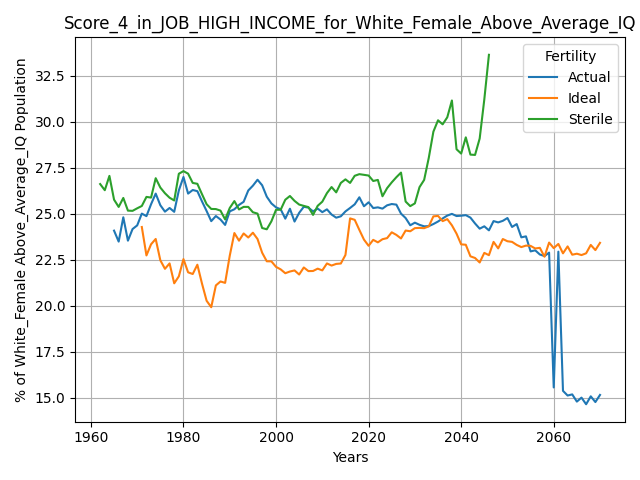 Score_4_in_JOB_HIGH_INCOME_for_White_Female_Above_Average_IQ
% of White_Female Above_Average_IQ Population
32.5
30.0
27.5
25.0
22.5
20.0
17.5
15.0
Fertility
Actual
Ideal
Sterile
1960
1980
2000
2020
2040
2060
Years